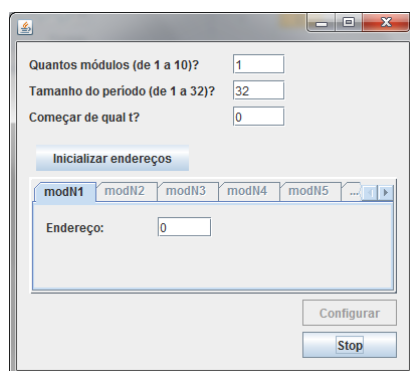 Quantos módulos (de 1 a 10)? 1
Tamanho do período (de 1 a 32)? 32
Começar de qual t? 0
Inicializar endereços
modN1 modN2 modN3 modN4 modN5 ...
Endereço: 0
Configurar
Stop